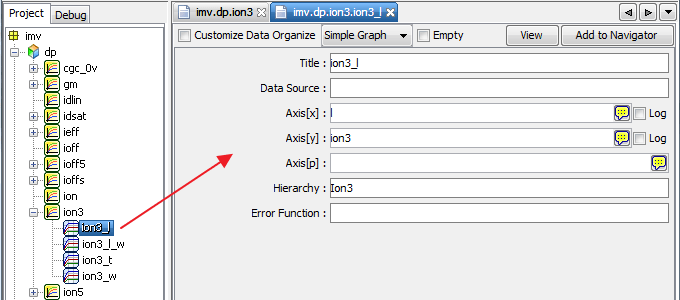 Project Debug
imv
dp
cgc_0v
gm
idlin
idsat
ieff
ioff
ioff5
ioffs
ion
ion3
ion3_l
ion3_l_w
ion3_t
ion3_w
ion5
imv.dp.ion3 imv.dp.ion3.ion3_l
Customize Data Organize Simple Graph Empty View Add to Navigator
Title : ion3_l
Data Source :
Axis[x] : l Log
Axis[y] : ion3 Log
Axis[p] :
Hierarchy : Ion3
Error Function :